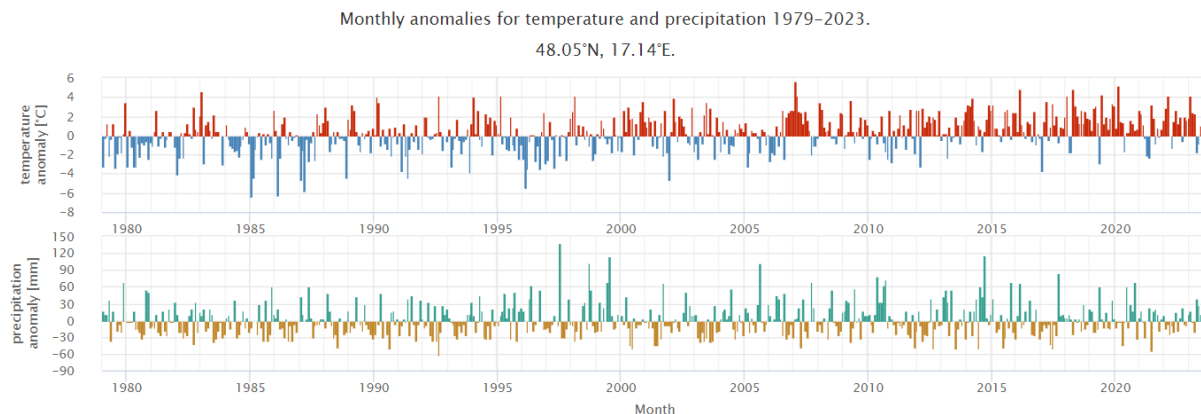 Monthly anomalies for temperature and precipitation 1979-2023.
48.05°N, 17.14°E.
temperature
anomaly [°C]
6
4
2
0
-2
-4
-6
-8
1980 1985 1990 1995 2000 2005 2010 2015 2020
precipitation
anomaly [mm]
150
120
90
60
30
0
-30
-60
-90
1980 1985 1990 1995 2000 2005 2010 2015 2020
Month